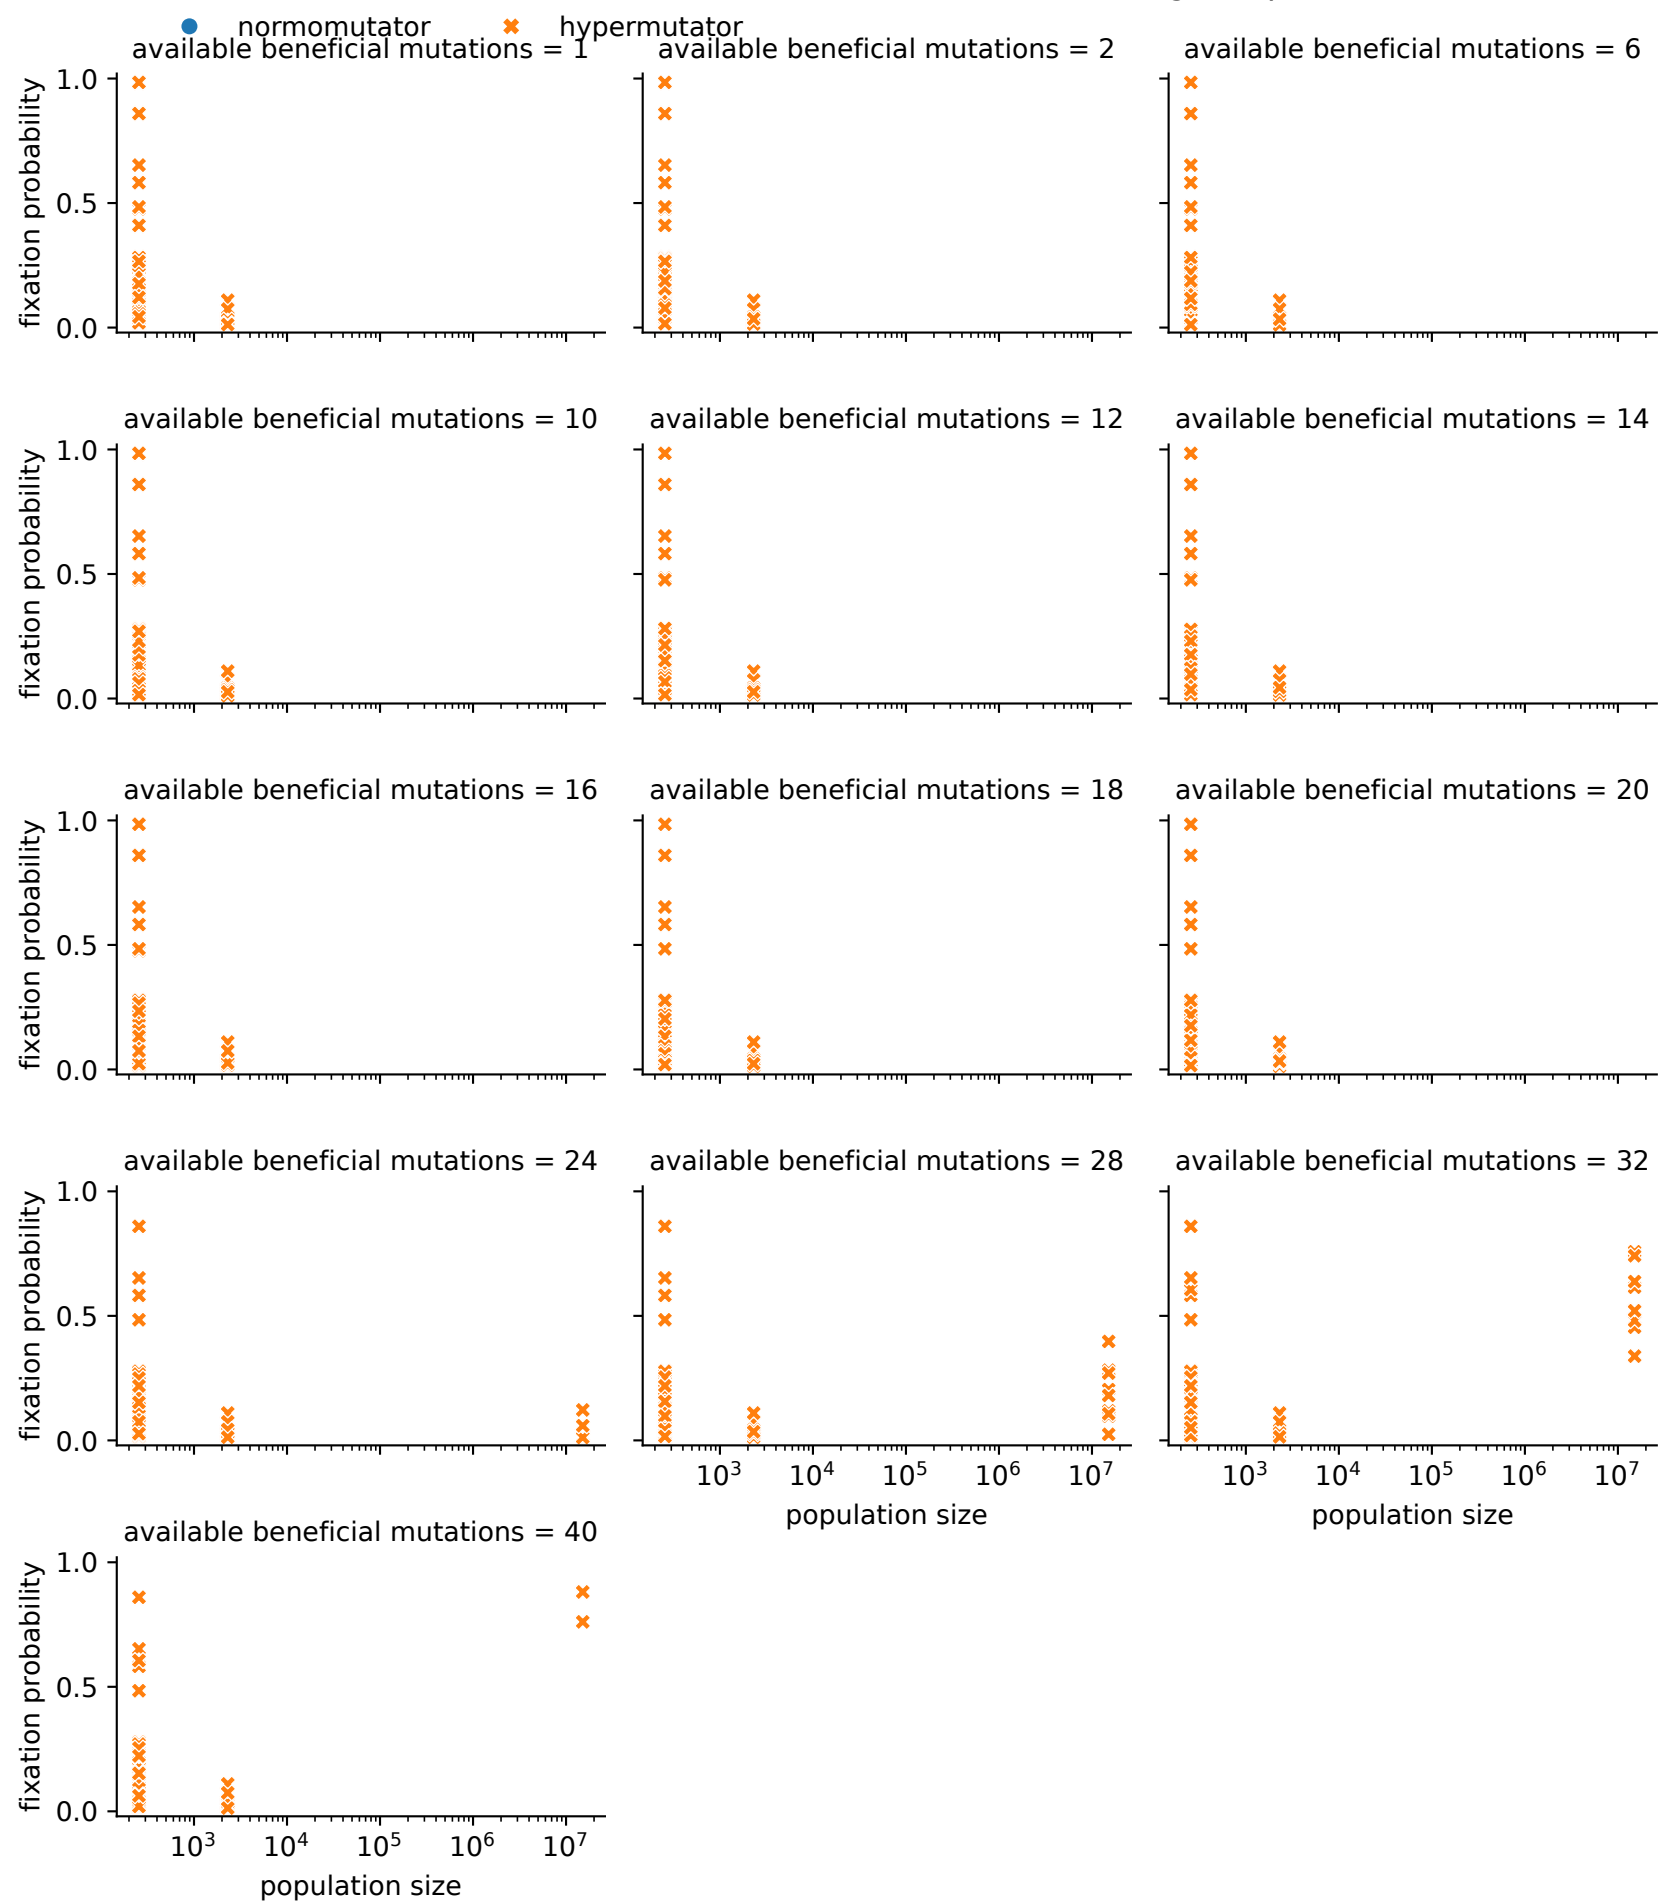 normomutator hypermutator
available beneficial mutations = 1 available beneficial mutations = 2 available beneficial mutations = 6
fixation probability
1.0
0.5
0.0
available beneficial mutations = 10 available beneficial mutations = 12 available beneficial mutations = 14
fixation probability
1.0
0.5
0.0
available beneficial mutations = 16 available beneficial mutations = 18 available beneficial mutations = 20
fixation probability
1.0
0.5
0.0
available beneficial mutations = 24 available beneficial mutations = 28 available beneficial mutations = 32
fixation probability
1.0
0.5
0.0
10³ 10⁴ 10⁵ 10⁶ 10⁷ 10³ 10⁴ 10⁵ 10⁶ 10⁷
population size population size
available beneficial mutations = 40
fixation probability
1.0
0.5
0.0
10³ 10⁴ 10⁵ 10⁶ 10⁷
population size